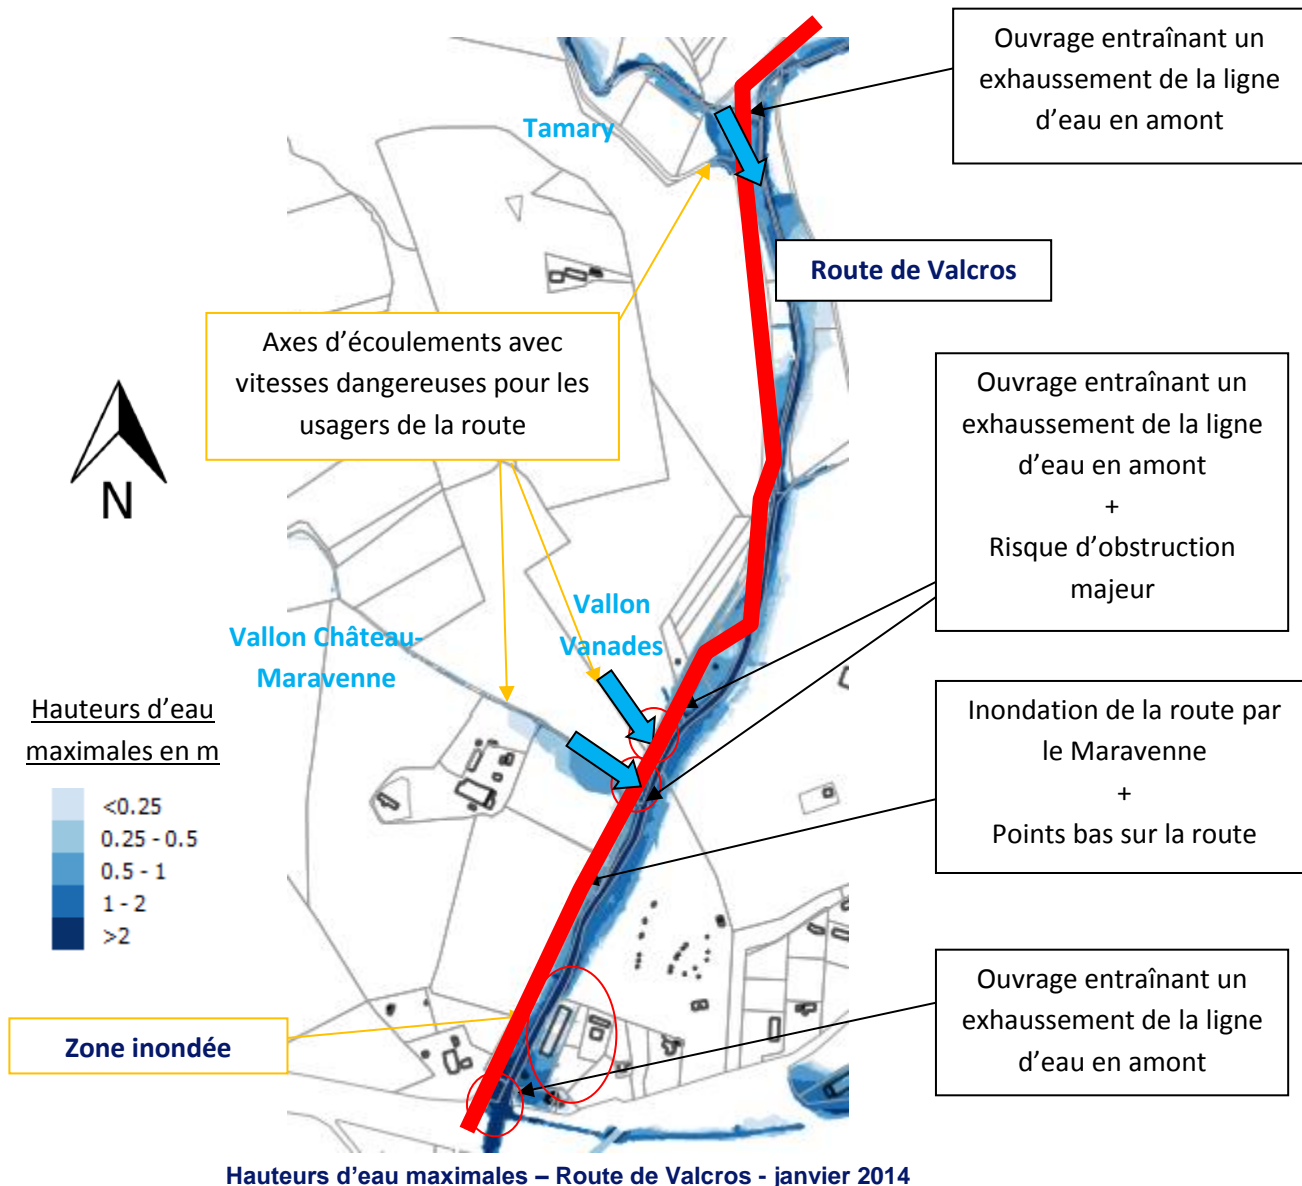 Ouvrage entraînant un
exhaussement de la ligne
d'eau en amont
Tamary
Route de Valcros
Axes d'écoulements avec
vitesses dangereuses pour les
usagers de la route
Ouvrage entraînant un
exhaussement de la ligne
d'eau en amont
+
Risque d'obstruction
majeur
N
Vallon
Vanades
Vallon Château-
Maravenne
Hauteurs d'eau
maximales en m
<0.25
0.25 - 0.5
0.5 - 1
1 - 2
>2
Inondation de la route par
le Maravenne
+
Points bas sur la route
Zone inondée
Ouvrage entraînant un
exhaussement de la ligne
d'eau en amont
Hauteurs d'eau maximales – Route de Valcros - janvier 2014